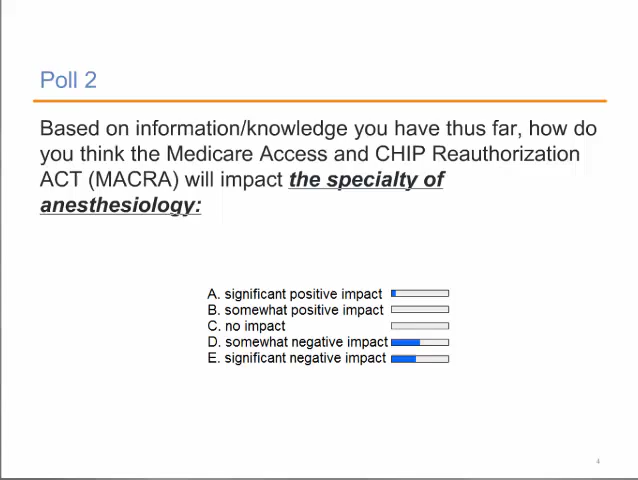 Poll 2
Based on information/knowledge you have thus far, how do
you think the Medicare Access and CHIP Reauthorization
ACT (MACRA) will impact the specialty of
anesthesiology:
A. significant positive impact
B. somewhat positive impact
C. no impact
D. somewhat negative impact
E. significant negative impact
4